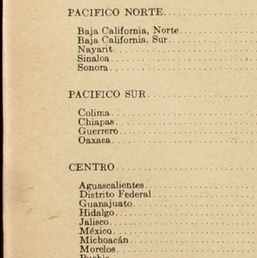 PACIFICO NORTE
Baja California, Norte
Baja California, Sur
Nayarit
Sinaloa
Sonora
PACIFICO SUR
Colima
Chiapas
Guerrero
Oaxaca
CENTRO
Aguascalientes
Distrito Federal
Guanajuato
Hidalgo
Jalisco
México
Michoacán
Morelos
Puebla